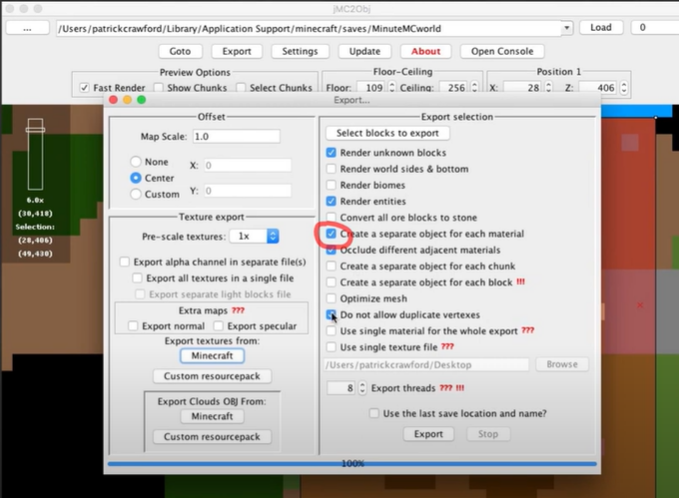 jMC2Obj
... /Users/patrickcrawford/Library/Application Support/minecraft/saves/MinuteMCworld Load 0
Goto Export Settings Update About Open Console
Preview Options Floor-Ceiling Position 1
Fast Render Show Chunks Select Chunks Floor: 109 Ceiling: 256 X: 28 Z: 406
Export...
6.0x
(30,418)
Selection:
(28,406)
(49,430)
Offset
Map Scale: 1.0
None X: 0
Center
Custom Y: 0
Texture export
Pre-scale textures: 1x
Export alpha channel in separate file(s)
Export all textures in a single file
Export separate light blocks file
Extra maps ???
Export normal Export specular
Export textures from:
Minecraft
Custom resourcepack
Export Clouds OBJ From:
Minecraft
Custom resourcepack
Export selection
Select blocks to export
Render unknown blocks
Render world sides & bottom
Render biomes
Render entities
Convert all ore blocks to stone
Create a separate object for each material
Occlude different adjacent materials
Create a separate object for each chunk
Create a separate object for each block !!!
Optimize mesh
Do not allow duplicate vertexes
Use single material for the whole export ???
Use single texture file ???
/Users/patrickcrawford/Desktop Browse
8 Export threads ??? !!!
Use the last save location and name?
Export Stop
100%